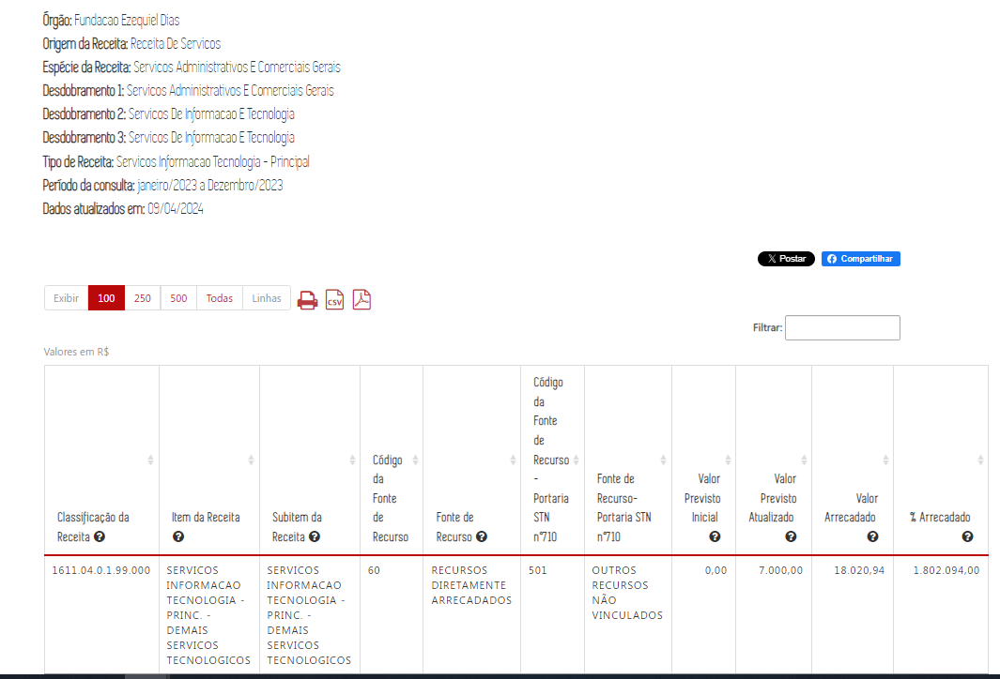 Órgão: Fundacao Ezequiel Dias
Origem da Receita: Receita De Servicos
Espécie da Receita: Servicos Administrativos E Comerciais Gerais
Desdobramento 1: Servicos Administrativos E Comerciais Gerais
Desdobramento 2: Servicos De Informacao E Tecnologia
Desdobramento 3: Servicos De Informacao E Tecnologia
Tipo de Receita: Servicos Informacao Tecnologia - Principal
Período da consulta: janeiro/2023 a Dezembro/2023
Dados atualizados em: 09/04/2024
Postar
Compartilhar
Exibir 100 250 500 Todas Linhas
CSV
Filtrar:
Valores em R$
Classificação da
Receita
Item da Receita
Subitem da
Receita
Código
da
Fonte
de
Recurso
Fonte de
Recurso
Código
da
Fonte
de
Recurso
-
Portaria
STN
nº710
Fonte de
Recurso-
Portaria STN
nº710
Valor
Previsto
Inicial
Valor
Previsto
Atualizado
Valor
Arrecadado
% Arrecadado
1611.04.0.1.99.000
SERVICOS
INFORMACAO
TECNOLOGIA -
PRINC. -
DEMAIS
SERVICOS
TECNOLOGICOS
SERVICOS
INFORMACAO
TECNOLOGIA -
PRINC. -
DEMAIS
SERVICOS
TECNOLOGICOS
60
RECURSOS
DIRETAMENTE
ARRECADADOS
501
OUTROS
RECURSOS
NÃO
VINCULADOS
0,00
7.000,00
18.020,94
1.802.094,00